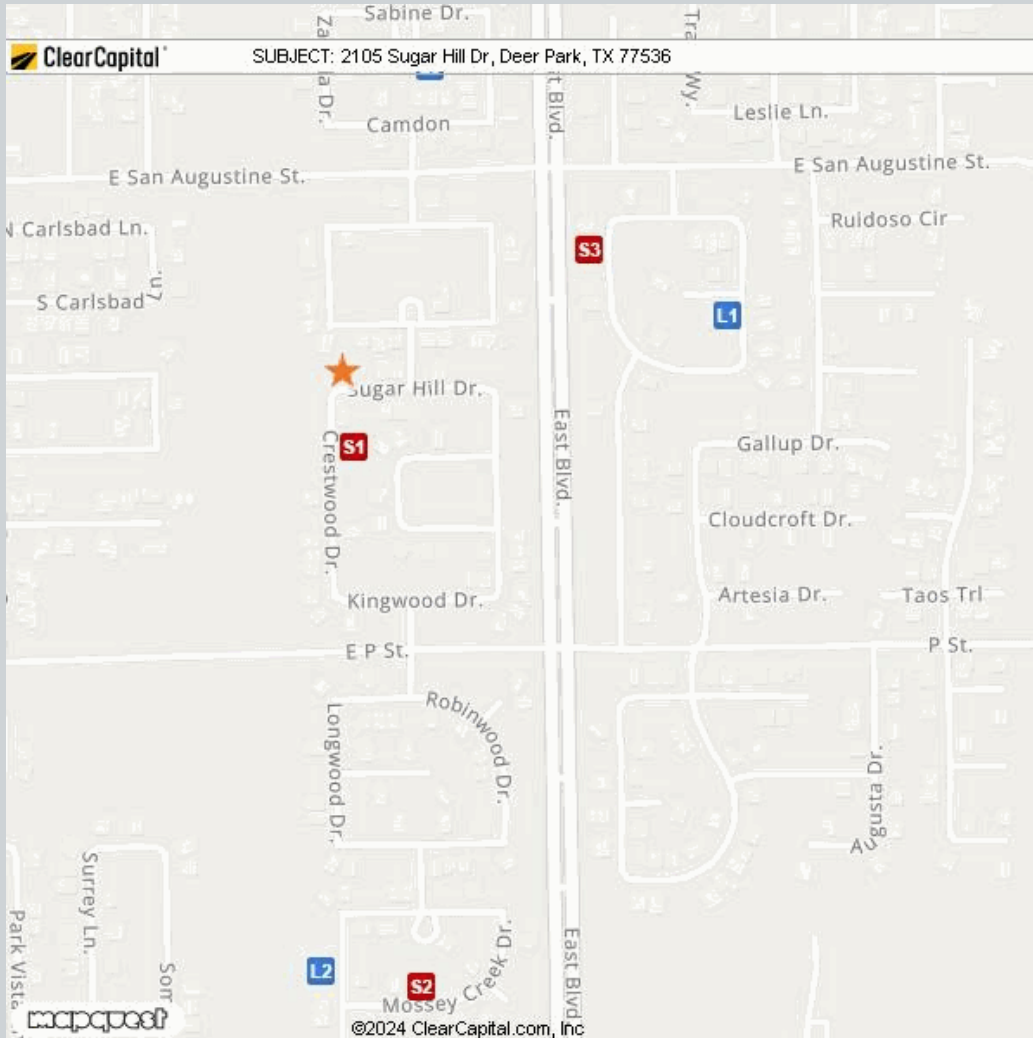 Sabine Dr.
ClearCapital®
SUBJECT: 2105 Sugar Hill Dr, Deer Park, TX 77536
Leslie Ln.
Camdon
E San Augustine St.
E San Augustine St.
Ruidoso Cir
N Carlsbad Ln.
S3
S Carlsbad Ln.
L1
Sugar Hill Dr.
East Blvd.
Crestwood Dr.
S1
Gallup Dr.
Cloudcroft Dr.
Kingwood Dr.
Artesia Dr.
Taos Trl
E P St.
P St.
Robinwood Dr.
Longwood Dr.
Augusta Dr.
Surrey Ln.
Park Vista
Som
L2
S2
Mossey Creek Dr.
East Blvd
mapquest
©2024 ClearCapital.com, Inc